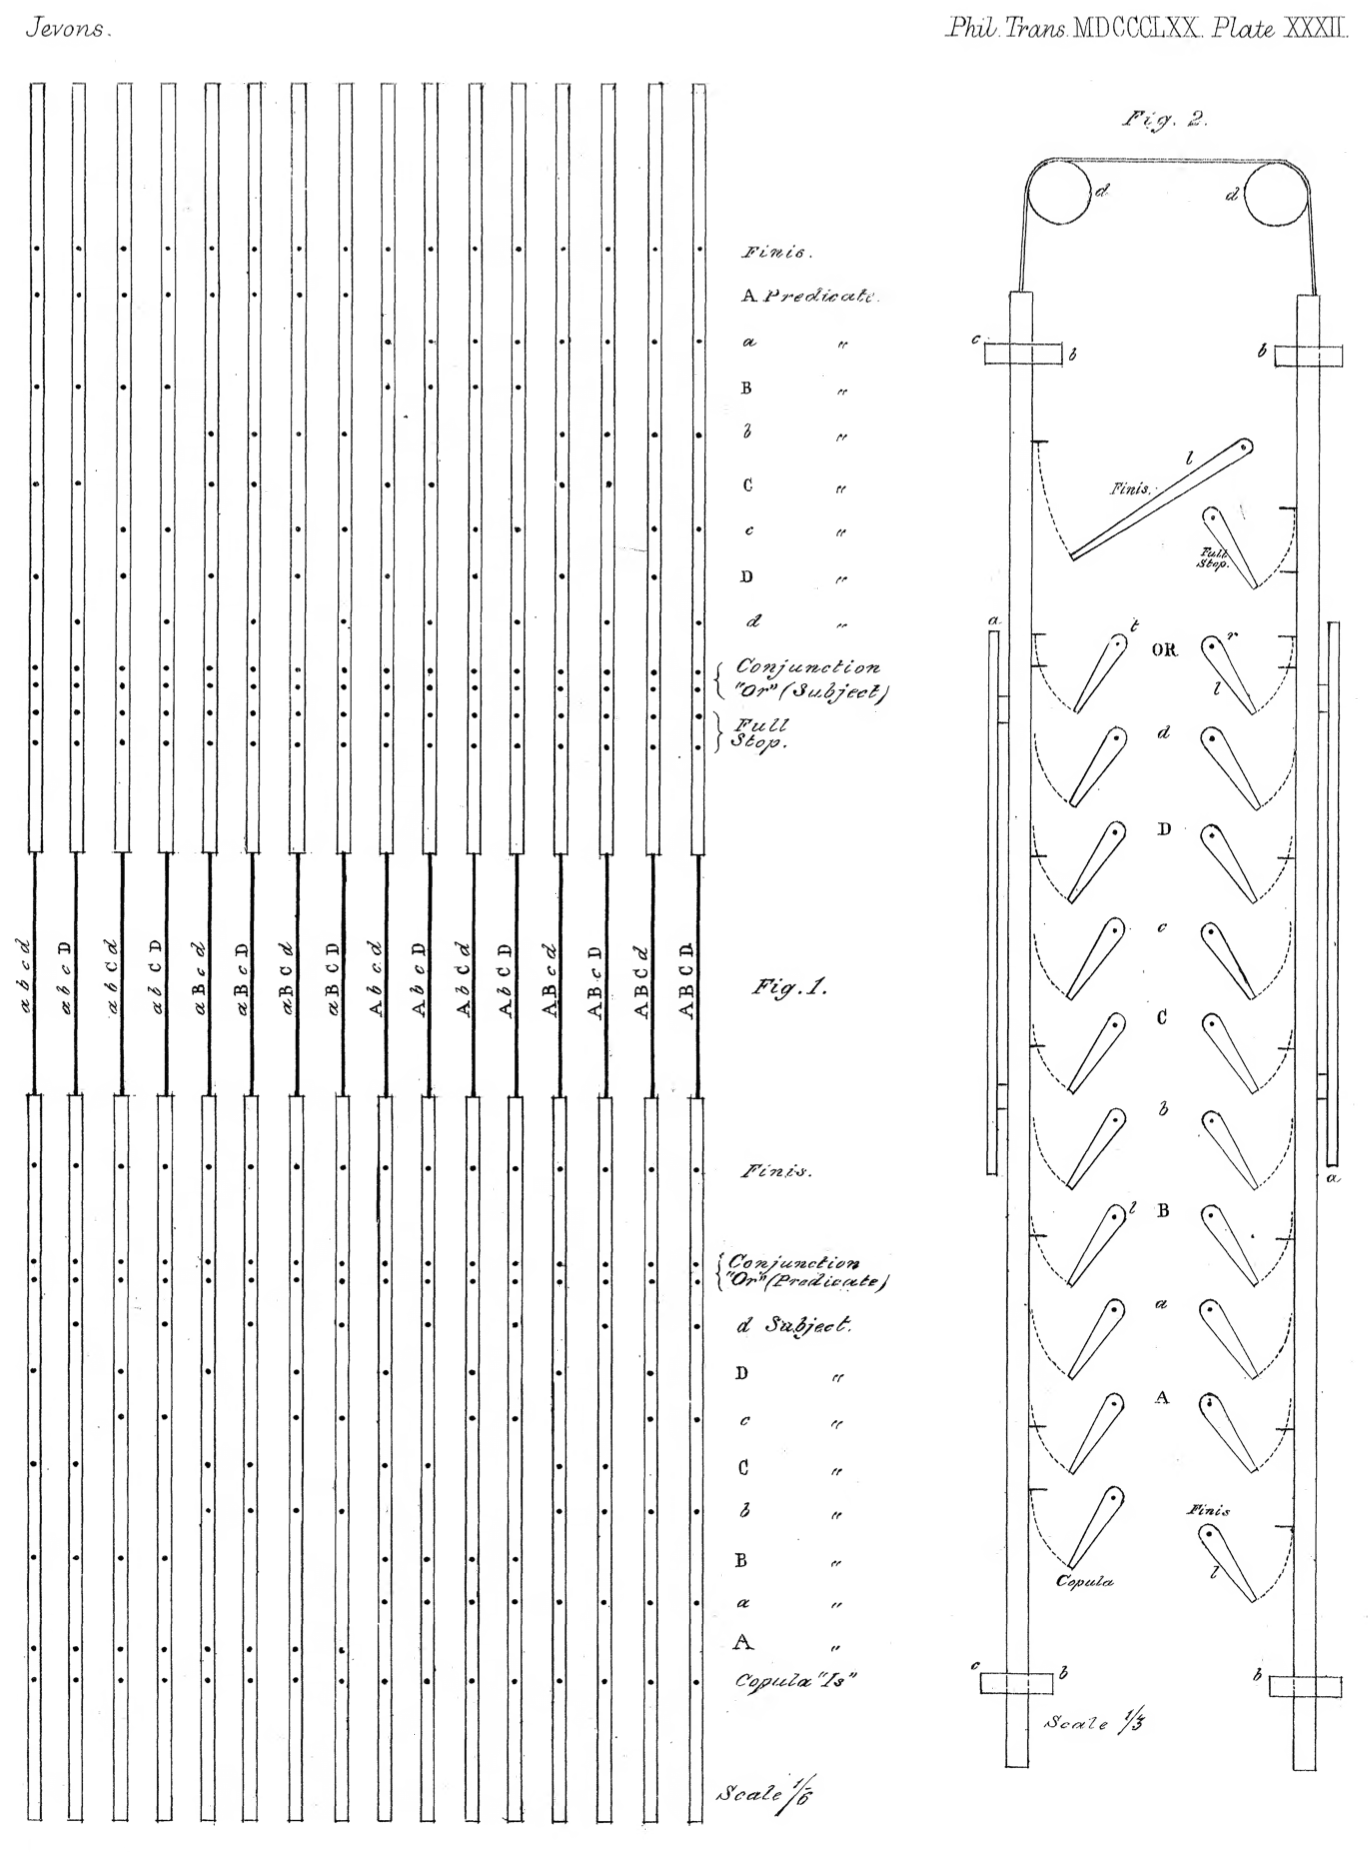 Jevons.
Phil. Trans. MDCCCLXX. Plate XXXII.
Finis.
A Predicate.
a "
B "
b "
C "
c "
D "
d "
Conjunction
"Or" (Subject)
Full
Stop.
a b c d
a b c D
a b C d
a b C D
a B c d
a B c D
a B C d
a B C D
A b c d
A b c D
A b C d
A b C D
A B c d
A B c D
A B C d
A B C D
Fig. 1.
Finis.
Conjunction
"Or" (Predicate)
d Subject.
D "
c "
C "
b "
B "
a "
A "
Copula "Is"
Scale 1/6
Fig. 2.
d d
c b b
l
Finis.
Full
Stop.
a
t OR r
l
d
D
c
C
b
a
l B
a
A
Finis
l
Copula
c b b
Scale 1/3